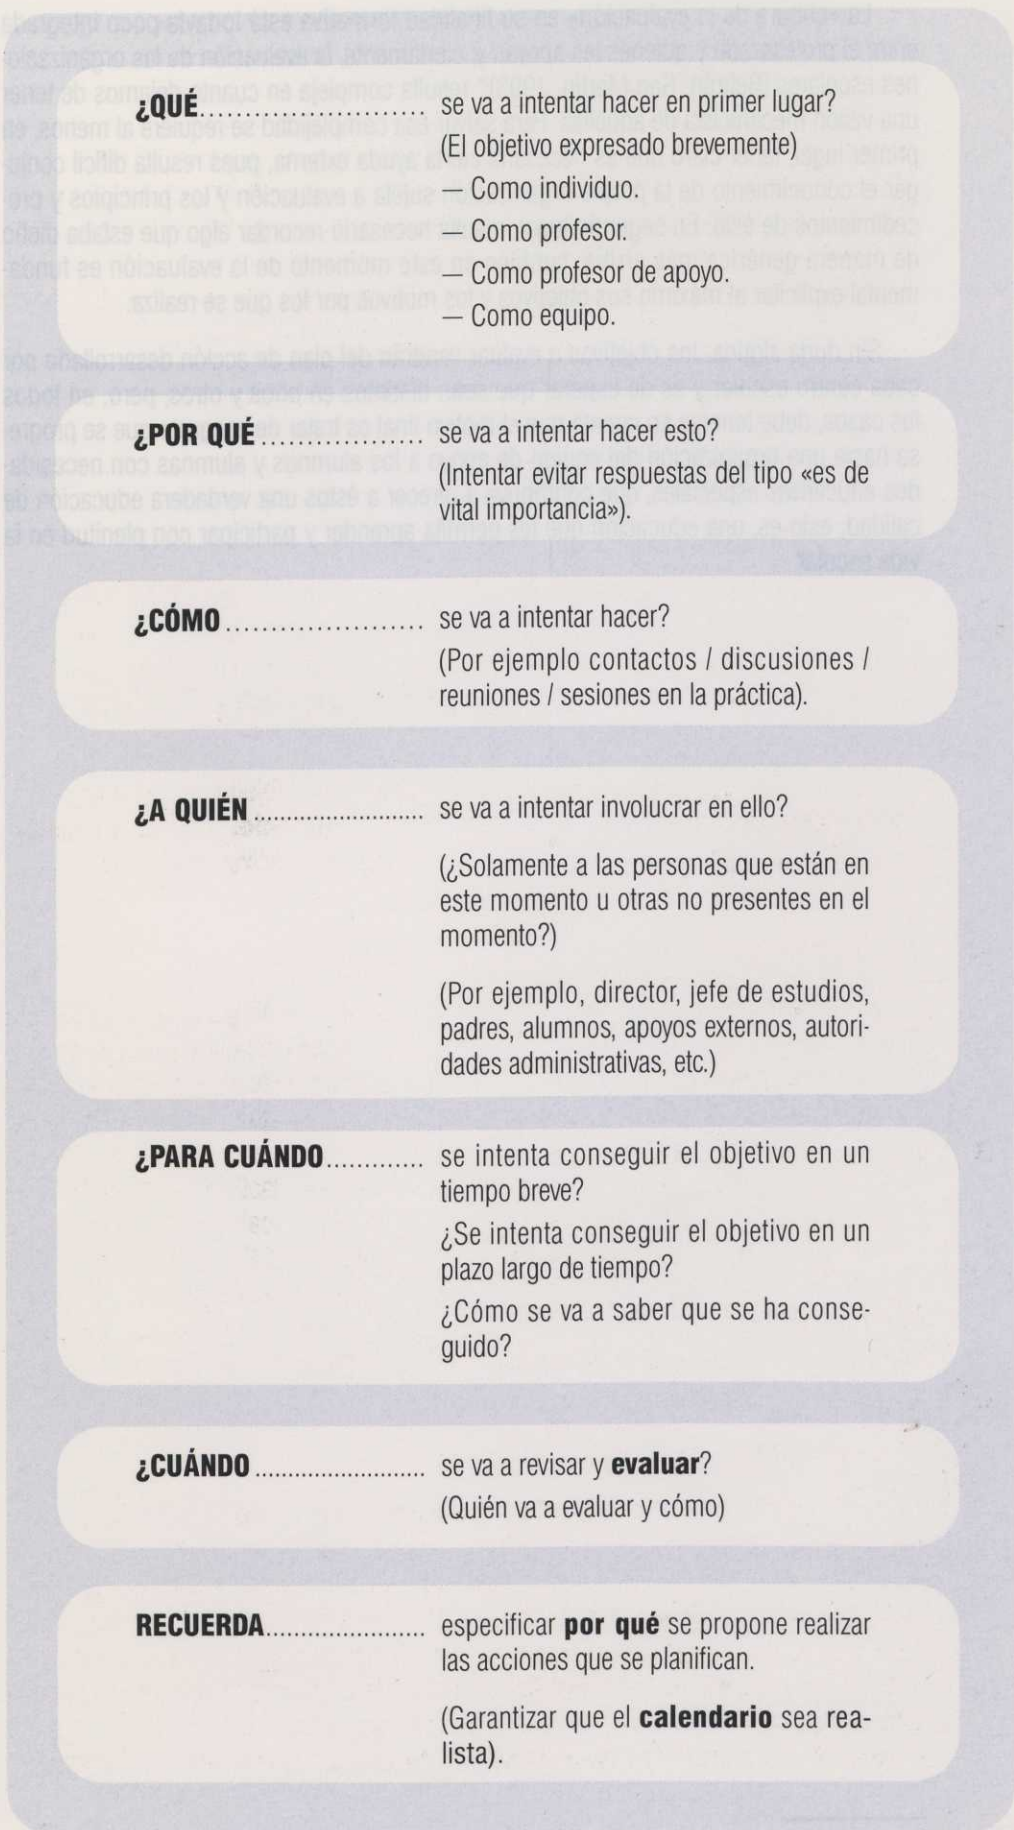 ¿QUÉ........................ se va a intentar hacer en primer lugar?
(El objetivo expresado brevemente)
— Como individuo.
— Como profesor.
— Como profesor de apoyo.
— Como equipo.
¿POR QUÉ.................. se va a intentar hacer esto?
(Intentar evitar respuestas del tipo «es de
vital importancia»).
¿CÓMO...................... se va a intentar hacer?
(Por ejemplo contactos / discusiones /
reuniones / sesiones en la práctica).
¿A QUIÉN......................... se va a intentar involucrar en ello?
(¿Solamente a las personas que están en
este momento u otras no presentes en el
momento?)
(Por ejemplo, director, jefe de estudios,
padres, alumnos, apoyos externos, autori-
dades administrativas, etc.)
¿PARA CUÁNDO............. se intenta conseguir el objetivo en un
tiempo breve?
¿Se intenta conseguir el objetivo en un
plazo largo de tiempo?
¿Cómo se va a saber que se ha conse-
guido?
¿CUÁNDO.......................... se va a revisar y evaluar?
(Quién va a evaluar y cómo)
RECUERDA..................... especificar por qué se propone realizar
las acciones que se planifican.
(Garantizar que el calendario sea rea-
lista).